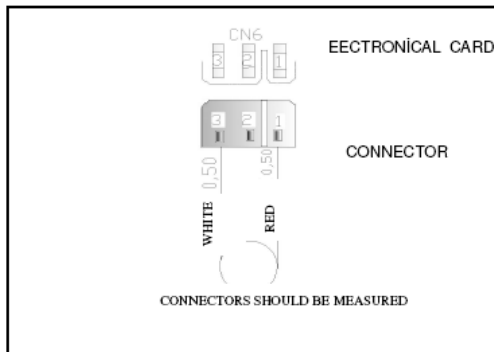 CN6
EECTRONİCAL CARD
3 2 1
3 2 1
CONNECTOR
0,50 0,50
WHITE RED
CONNECTORS SHOULD BE MEASURED